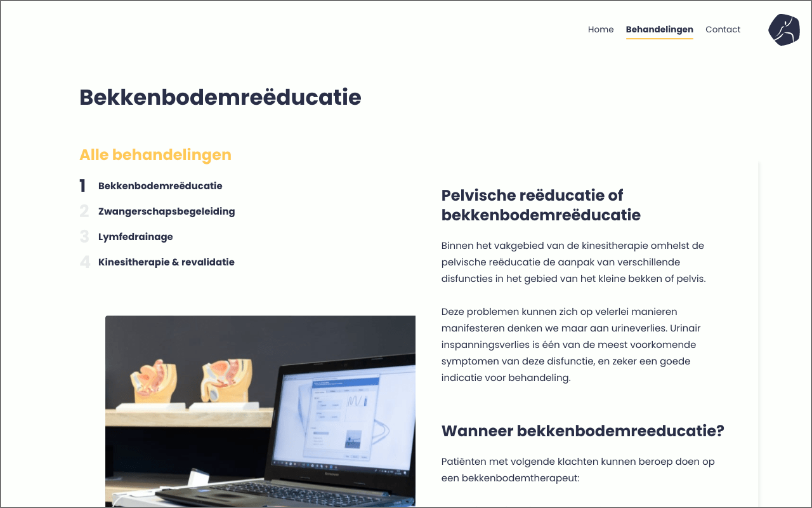 Home Behandelingen Contact
Bekkenbodemreëducatie
Alle behandelingen
1 Bekkenbodemreëducatie
2 Zwangerschapsbegeleiding
3 Lymfedrainage
4 Kinesitherapie & revalidatie
Pelvische reëducatie of
bekkenbodemreëducatie
Binnen het vakgebied van de kinesitherapie omhelst de
pelvische reëducatie de aanpak van verschillende
disfuncties in het gebied van het kleine bekken of pelvis.
Deze problemen kunnen zich op velerlei manieren
manifesteren denken we maar aan urineverlies. Urinair
inspanningsverlies is één van de meest voorkomende
symptomen van deze disfunctie, en zeker een goede
indicatie voor behandeling.
Wanneer bekkenbodemreeducatie?
Patiënten met volgende klachten kunnen beroep doen op
een bekkenbodemtherapeut: